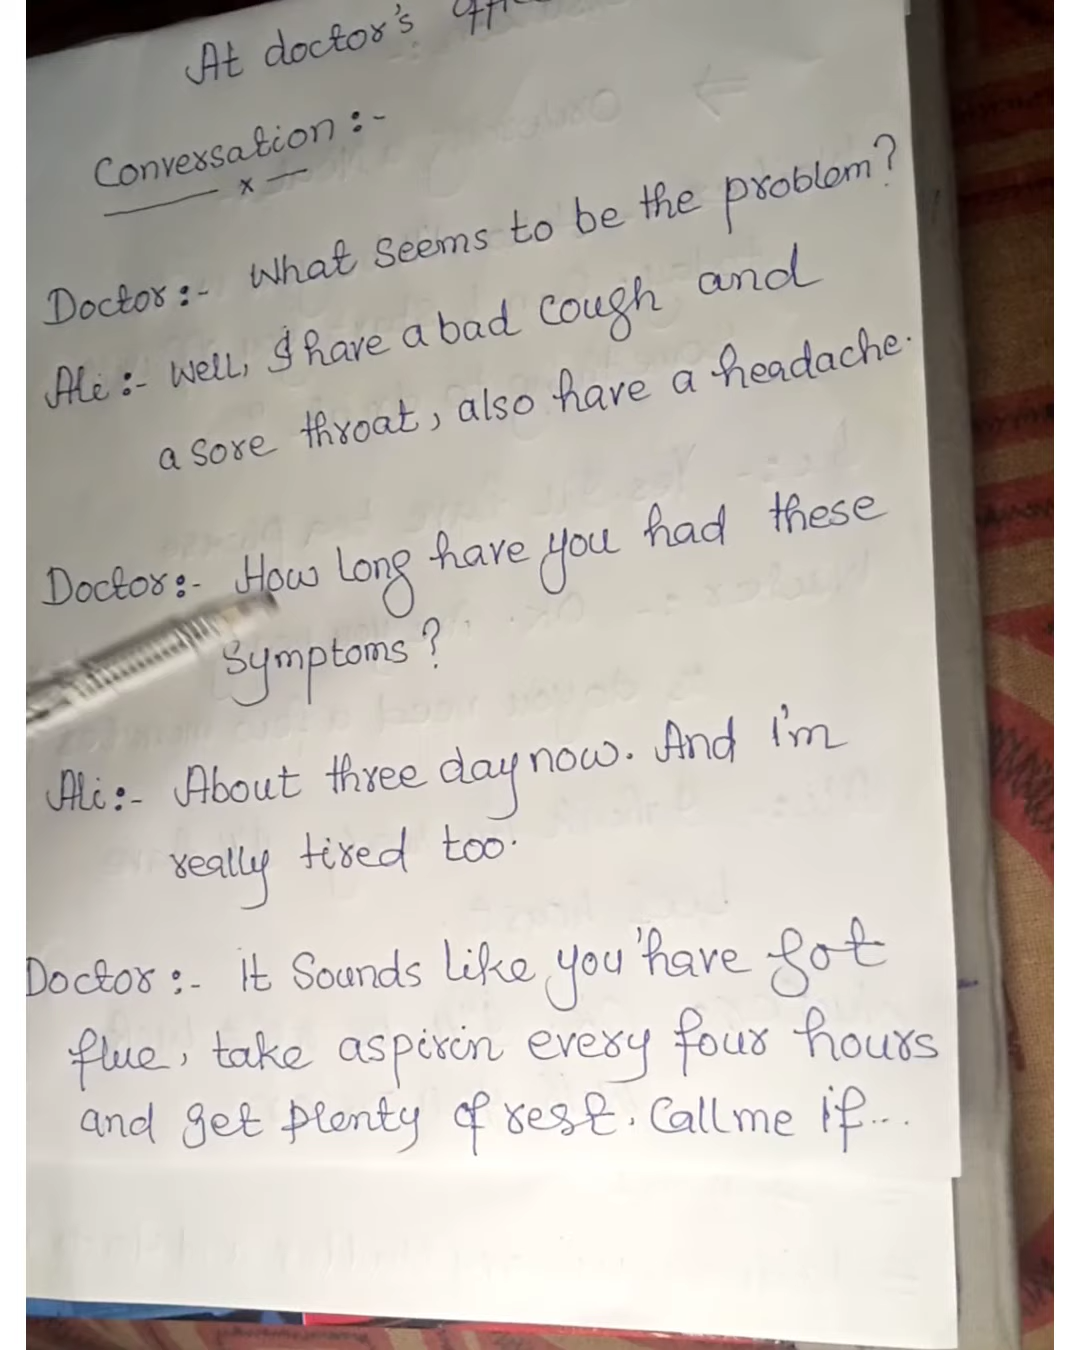 At doctor's
Conversation :-
x
Doctor :- What seems to be the problem?
Ali :- Well, I have a bad cough and
a sore throat, also have a headache.
Doctor :- How long have you had these
symptoms?
Ali :- About three day now. And I'm
really tired too.
Doctor :- it Sounds like you'have got
flue, take aspirin every four hours
and get plenty of rest. Call me if...